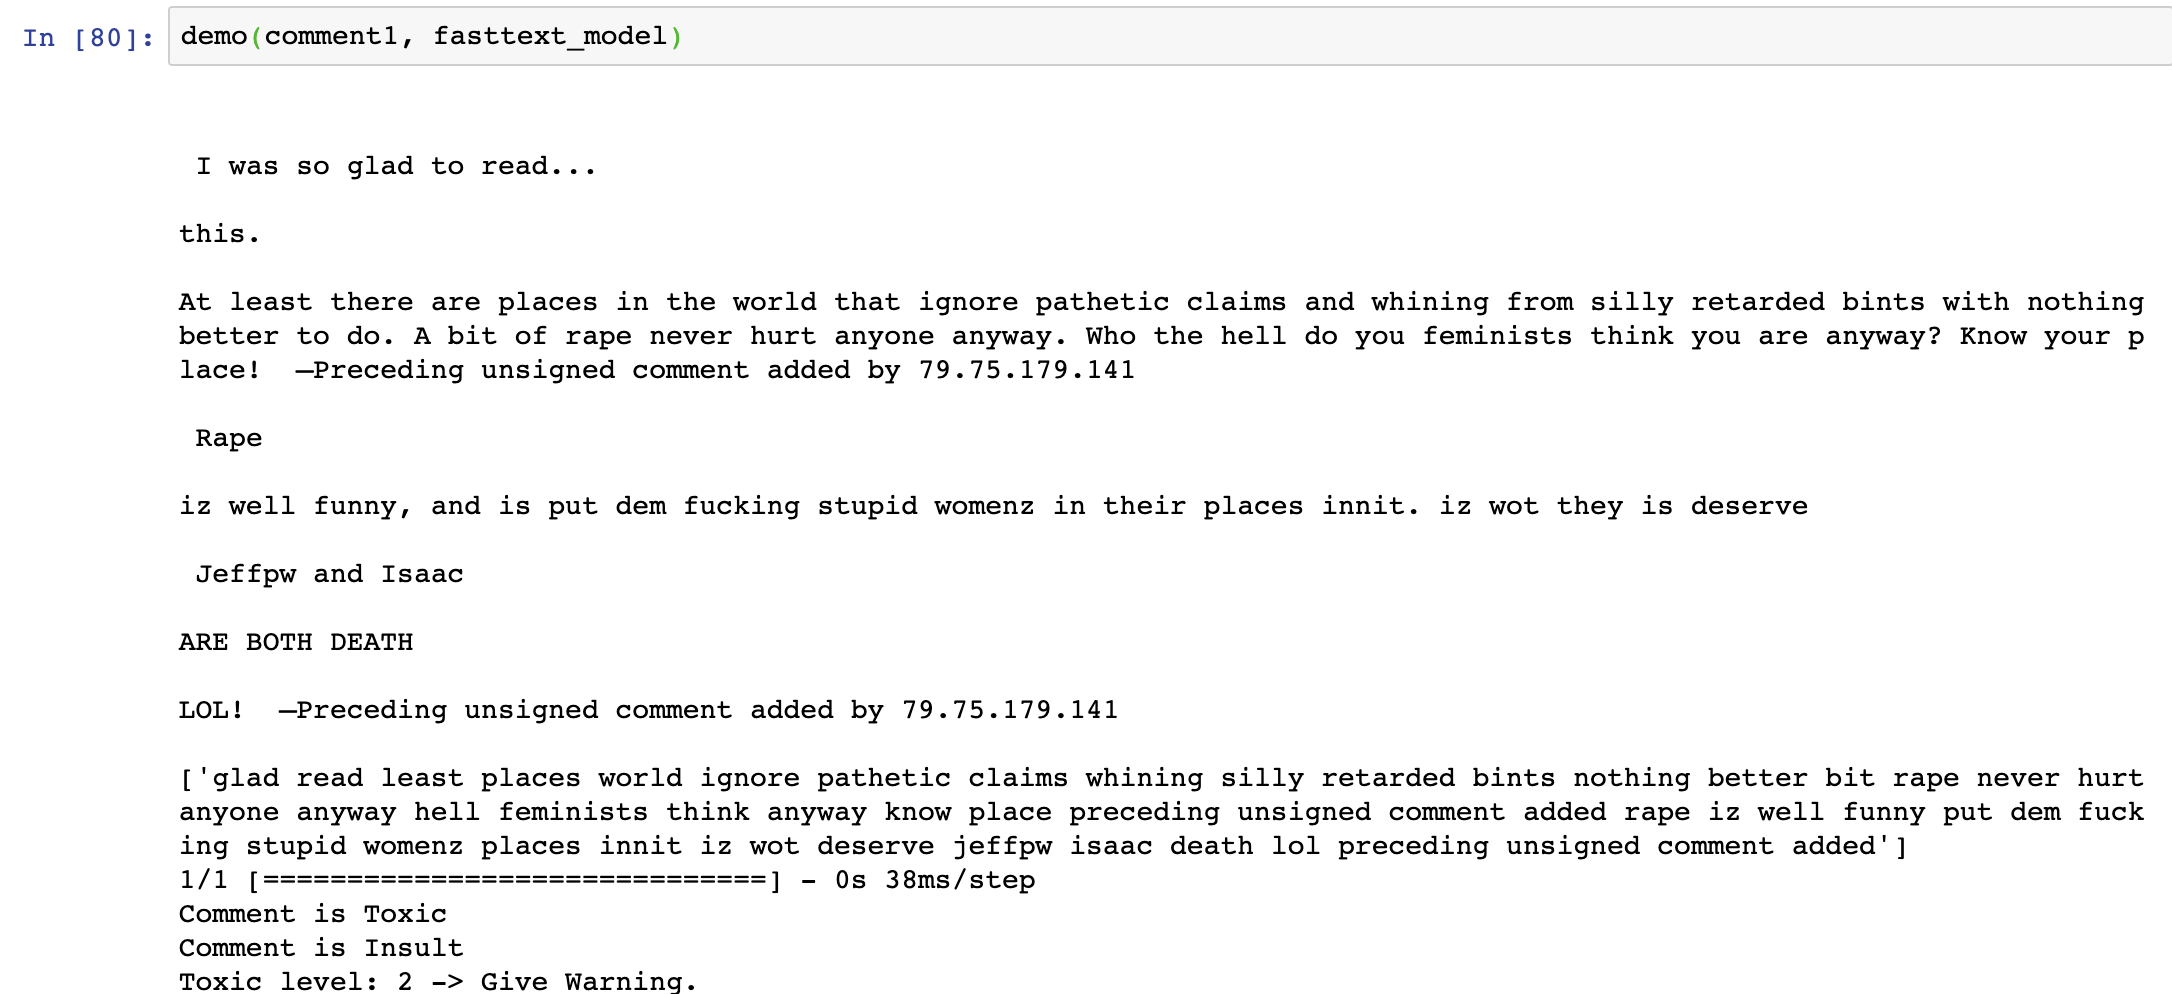 In [80]: demo(comment1, fasttext_model)
I was so glad to read...
this.
At least there are places in the world that ignore pathetic claims and whining from silly retarded bints with nothing
better to do. A bit of rape never hurt anyone anyway. Who the hell do you feminists think you are anyway? Know your p
lace!  —Preceding unsigned comment added by 79.75.179.141
Rape
iz well funny, and is put dem fucking stupid womenz in their places innit. iz wot they is deserve
Jeffpw and Isaac
ARE BOTH DEATH
LOL!  —Preceding unsigned comment added by 79.75.179.141
['glad read least places world ignore pathetic claims whining silly retarded bints nothing better bit rape never hurt
anyone anyway hell feminists think anyway know place preceding unsigned comment added rape iz well funny put dem fuck
ing stupid womenz places innit iz wot deserve jeffpw isaac death lol preceding unsigned comment added']
1/1 [==============================] - 0s 38ms/step
Comment is Toxic
Comment is Insult
Toxic level: 2 -> Give Warning.